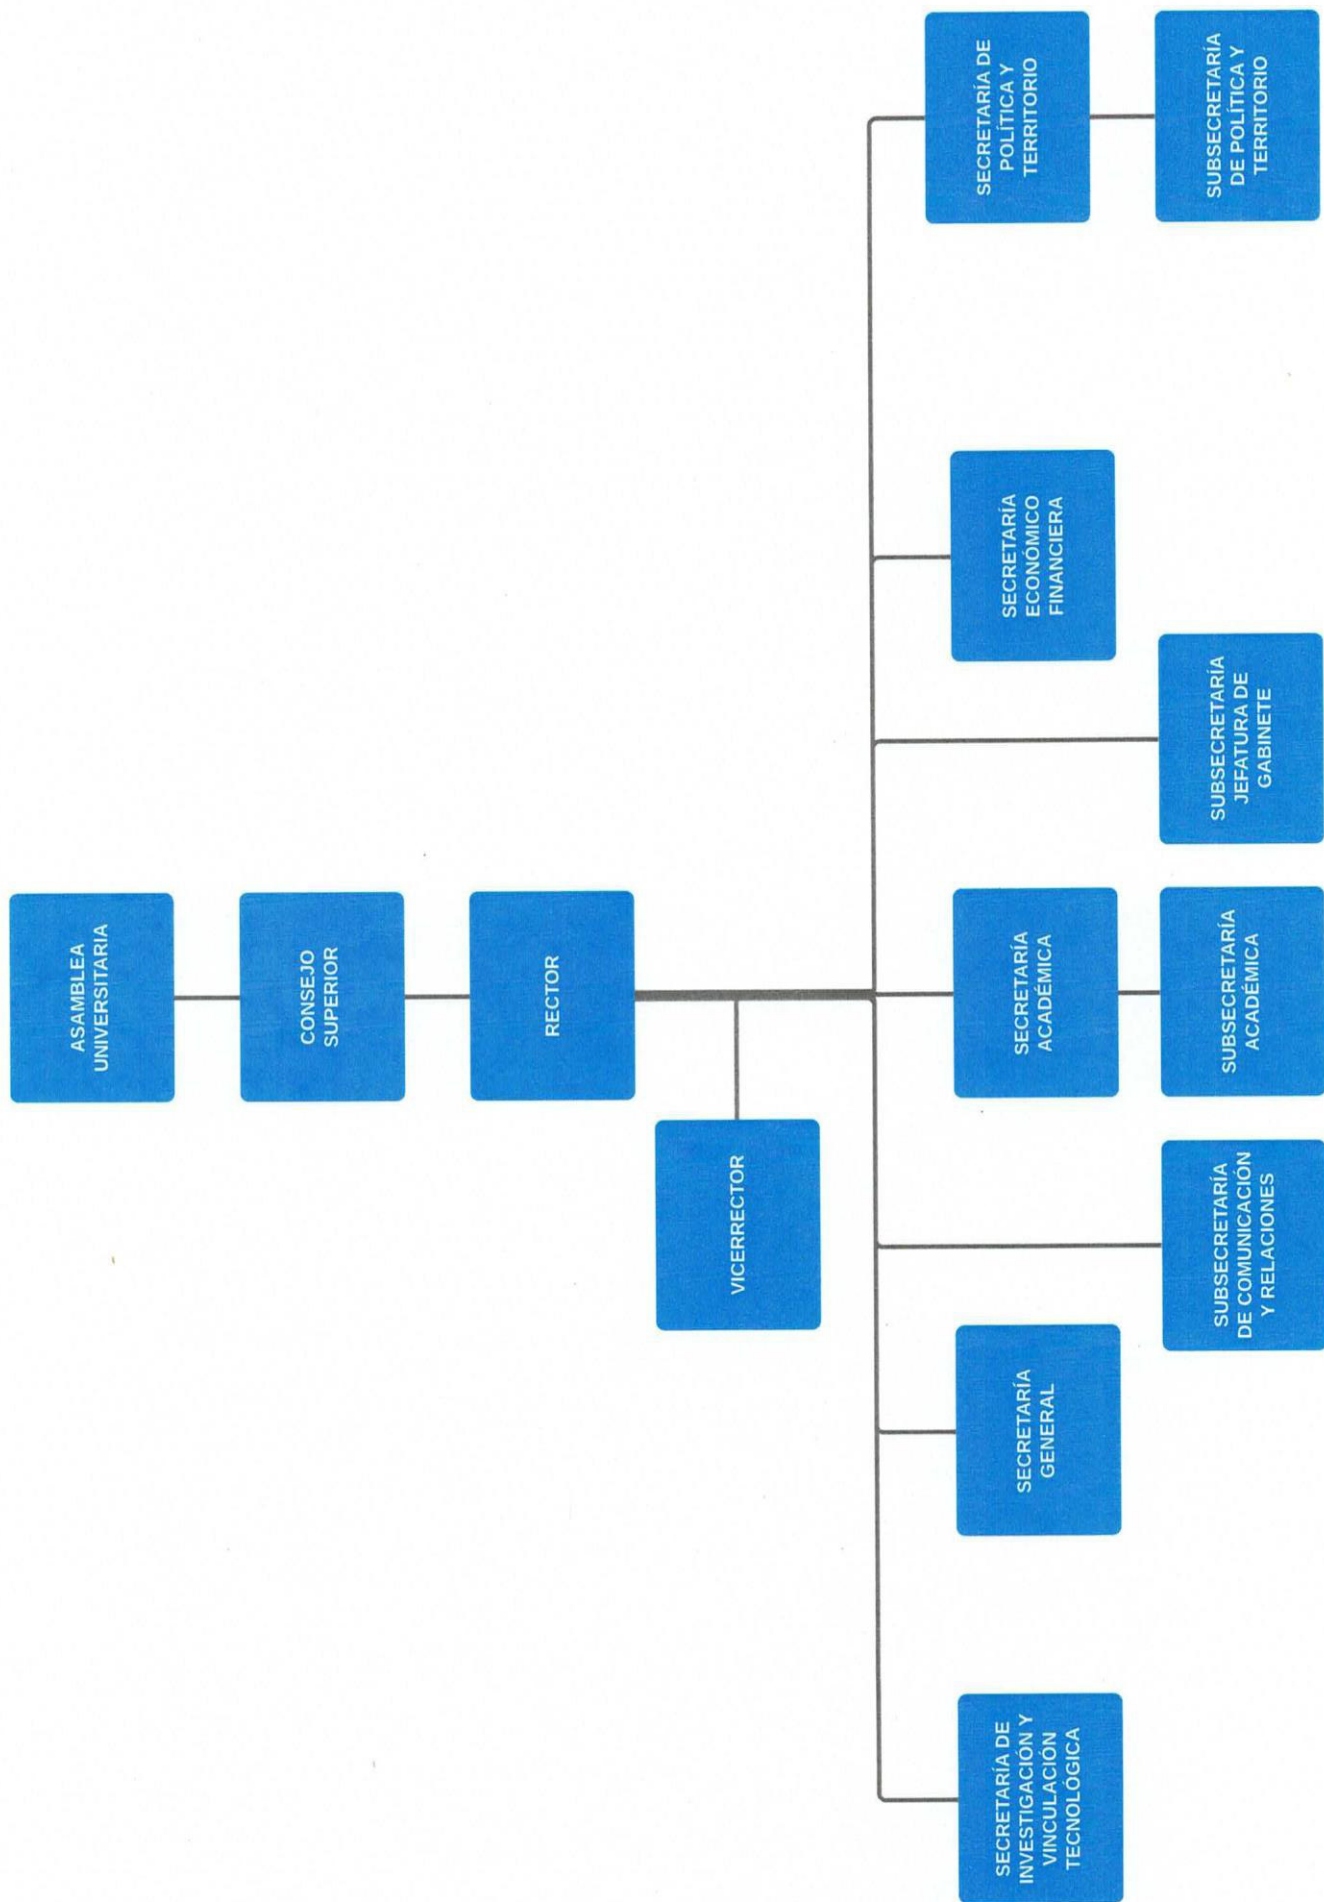 ASAMBLEA
UNIVERSITARIA
CONSEJO
SUPERIOR
RECTOR
VICERRECTOR
SECRETARÍA DE
INVESTIGACIÓN Y
VINCULACIÓN
TECNOLÓGICA
SECRETARÍA
GENERAL
SECRETARÍA
ACADÉMICA
SECRETARÍA
ECONÓMICO
FINANCIERA
SECRETARÍA DE
POLÍTICA Y
TERRITORIO
SUBSECRETARÍA
DE COMUNICACIÓN
Y RELACIONES
SUBSECRETARÍA
ACADÉMICA
SUBSECRETARÍA
JEFATURA DE
GABINETE
SUBSECRETARÍA
DE POLÍTICA Y
TERRITORIO